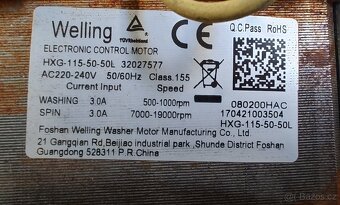 Welling
TÜVRheinland
Q.C.Pass RoHS
ELECTRONIC CONTROL MOTOR
HXG-115-50-50L 32027577
AC220-240V 50/60Hz Class.155
Current Input Speed
WASHING 3.0A 500-1000rpm
SPIN 3.0A 7000-19000rpm
080200HAC
170421003504
HXG-115-50-50L
Foshan Welling Washer Motor Manufacturing Co., Ltd.
21 Gangqian Rd,Beijiao industrial park ,Shunde District Foshan
Guangdong 528311 P.R.China